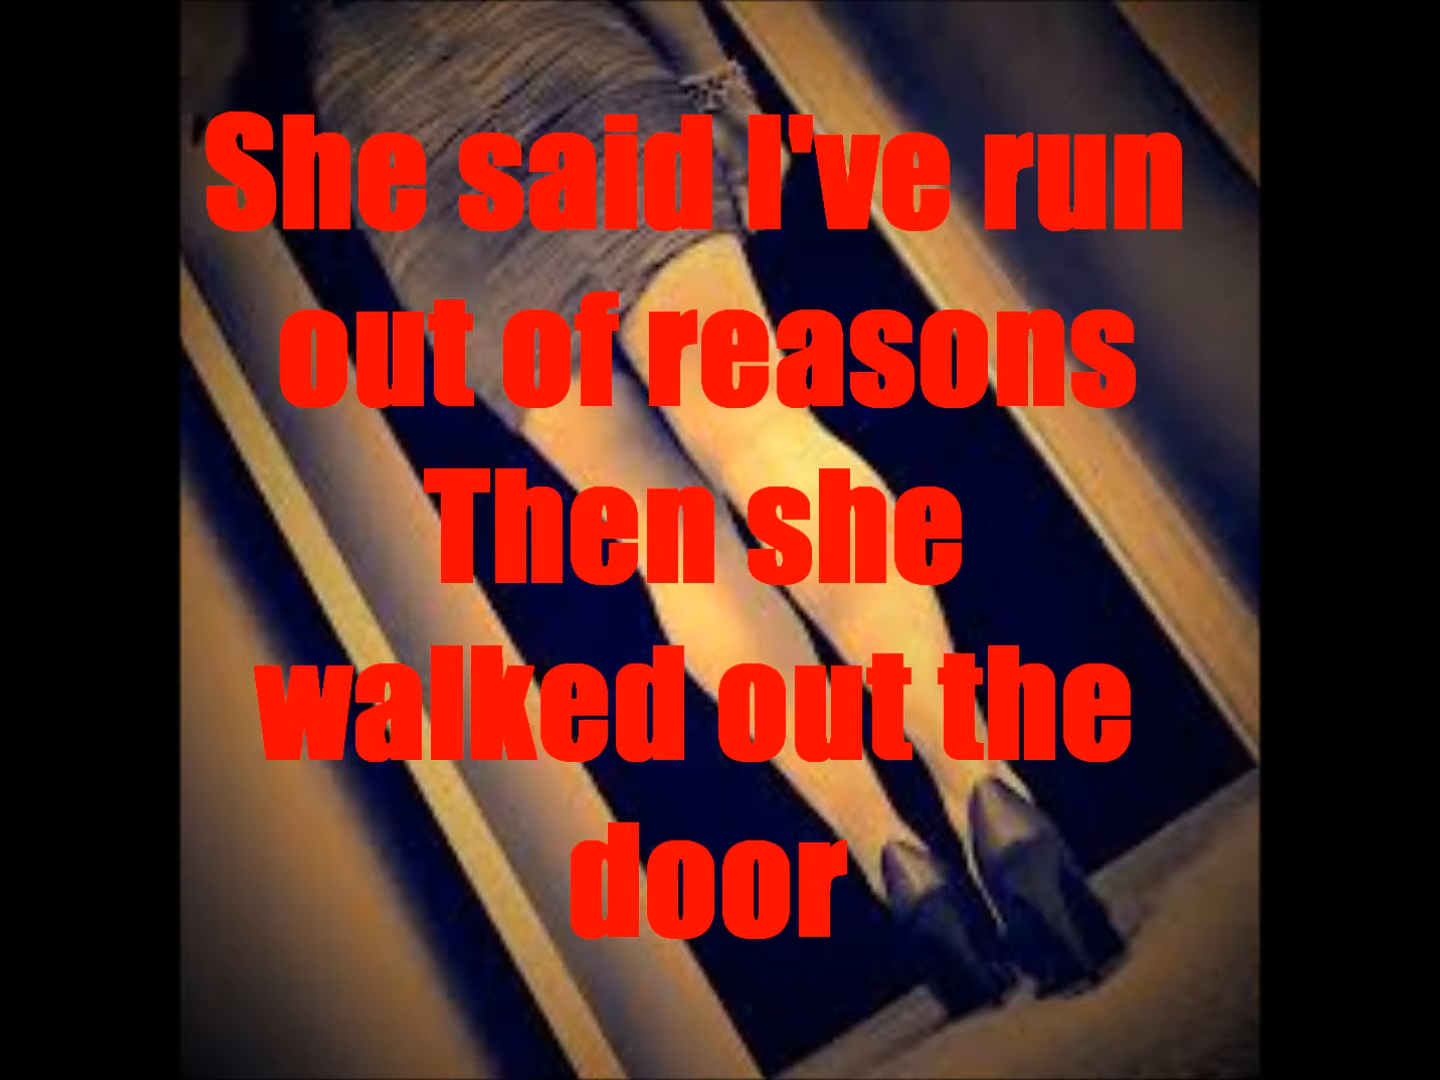 She said I've run
out of reasons
Then she
walked out the
door